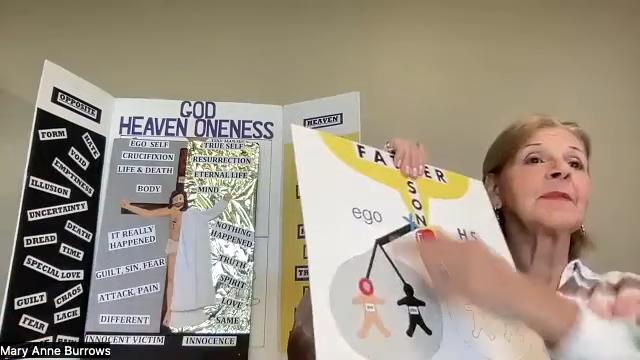 OPPOSITE
FORM
HATE
VOID
EMPTINESS
ILLUSION
UNCERTAINTY
DEATH
DREAD
TIME
SPECIAL LOVE
GUILT
CHAOS
LACK
FEAR
GOD
HEAVEN ONENESS
EGO SELF
CRUCIFIXION
LIFE & DEATH
BODY
IT REALLY
HAPPENED
GUILT, SIN, FEAR
ATTACK, PAIN
DIFFERENT
INNOCENT VICTIM
TRUE SELF
RESURRECTION
ETERNAL LIFE
MIND
NOTHING
HAPPENED
TRUTH
SPIRIT
LOVE
SAME
INNOCENCE
HEAVEN
SON
ego
Mary Anne Burrows